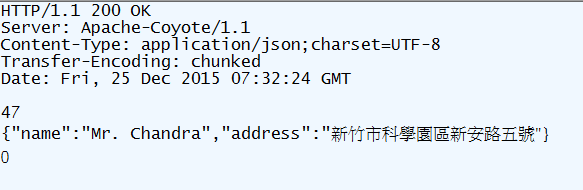 HTTP/1.1 200 OK
Server: Apache-Coyote/1.1
Content-Type: application/json;charset=UTF-8
Transfer-Encoding: chunked
Date: Fri, 25 Dec 2015 07:32:24 GMT
47
{"name":"Mr. Chandra","address":"新竹市科學園區新安路五號"}
0